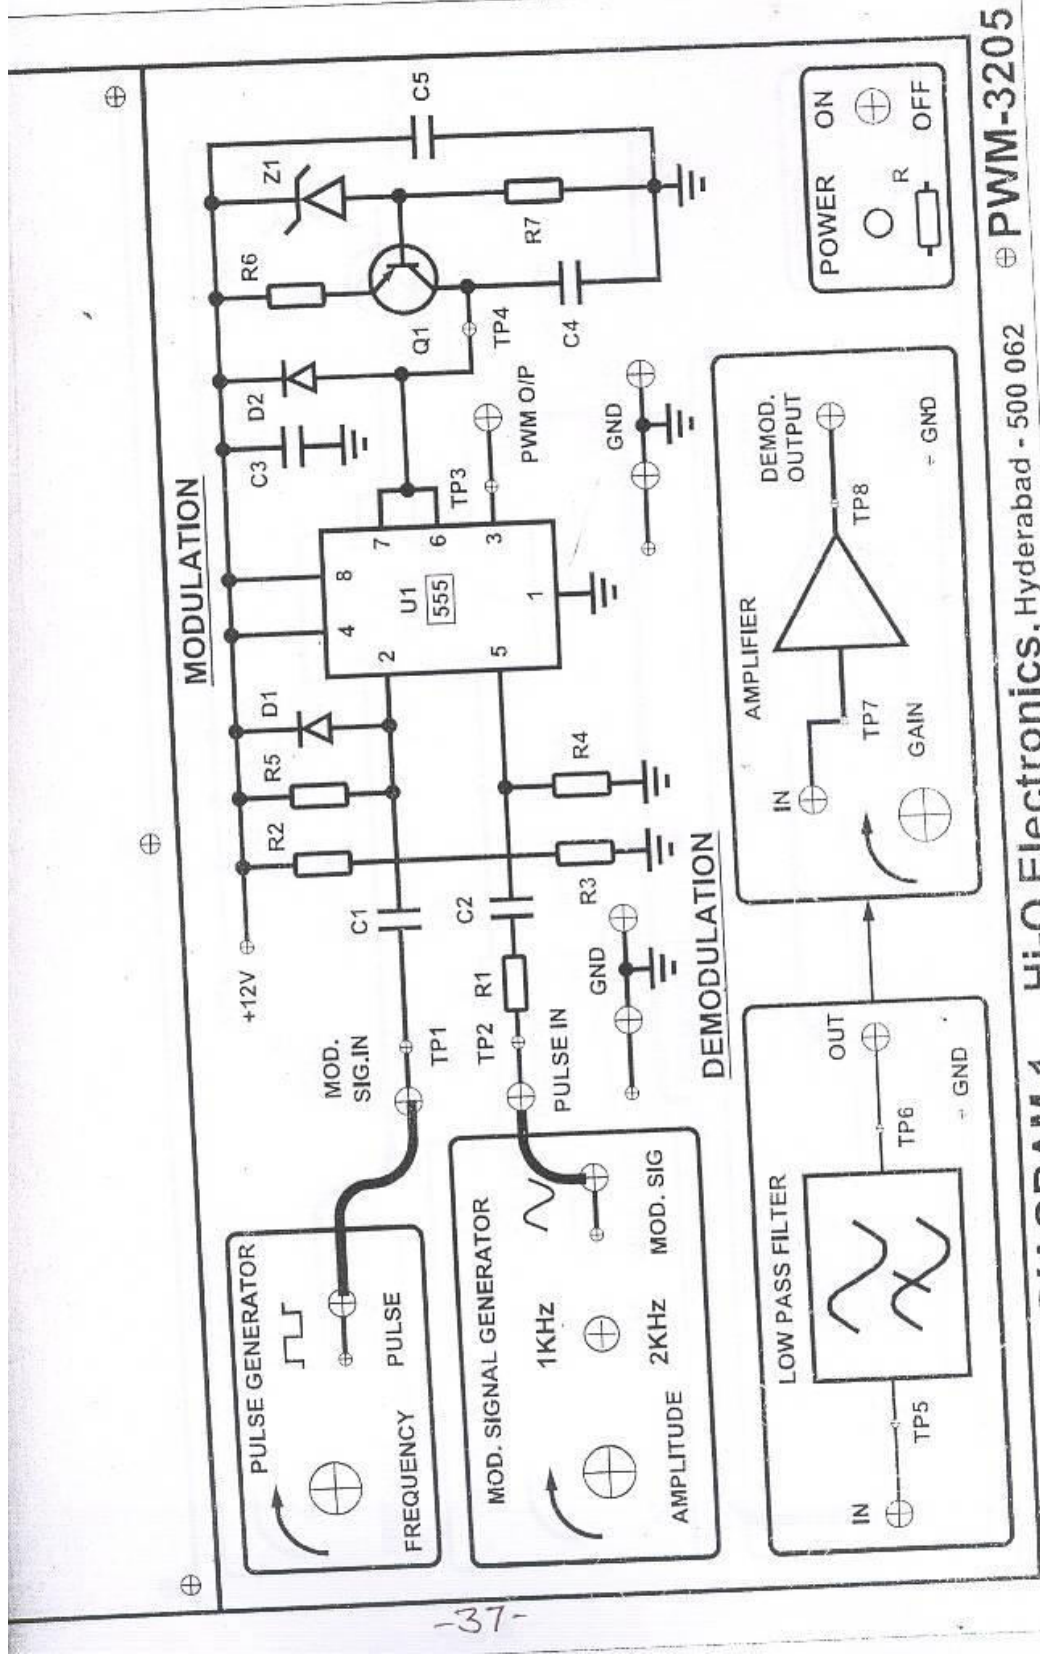 MODULATION
+12V
R2
R5
D1
C3
D2
R6
Z1
C5
PULSE GENERATOR
FREQUENCY
PULSE
MOD.
SIG.IN
TP1
C1
2
4
8
U1
555
7
6
3
5
1
TP3
PWM O/P
Q1
TP4
R7
C4
MOD. SIGNAL GENERATOR
1KHz
2KHz
AMPLITUDE
MOD. SIG
PULSE IN
TP2
R1
C2
R3
R4
GND
GND
DEMODULATION
LOW PASS FILTER
IN
TP5
TP6
OUT
GND
AMPLIFIER
IN
TP7
GAIN
TP8
DEMOD.
OUTPUT
GND
POWER
ON
R
OFF
Hi-Q Electronics, Hyderabad - 500 062
PWM-3205
-37-